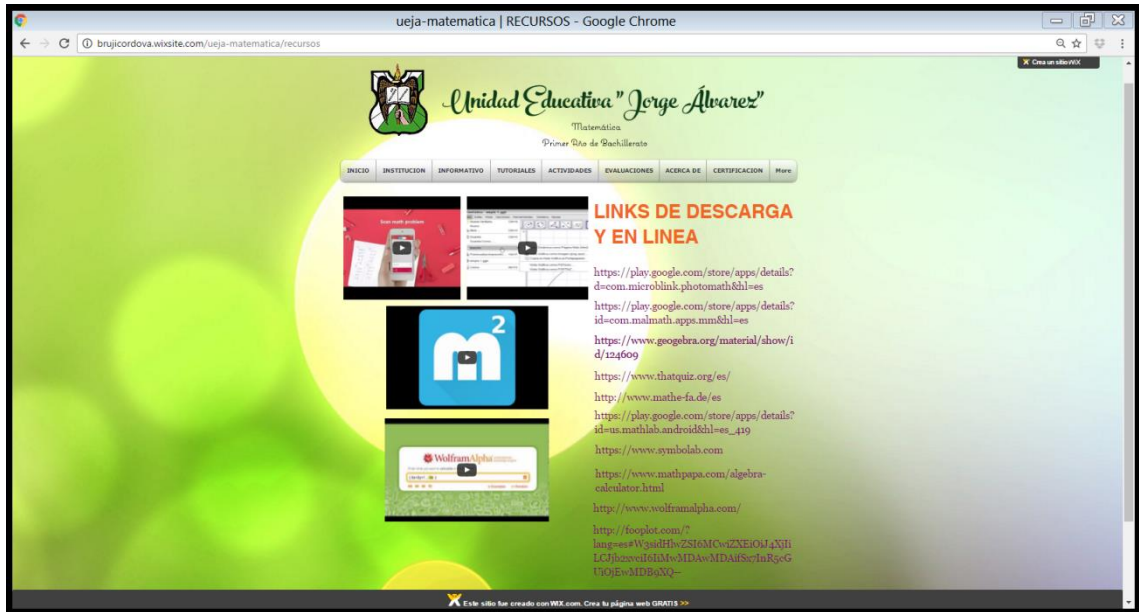 ueja-matematica | RECURSOS - Google Chrome
brujicordova.wixsite.com/ueja-matematica/recursos
Crea un sitio WiX
Unidad Educativa " Jorge Álvarez"
Matemática
Primer Año de Bachillerato
INICIO INSTITUCION INFORMATIVO TUTORIALES ACTIVIDADES EVALUACIONES ACERCA DE CERTIFICACION More
Scan math problem
m2
WolframAlpha
LINKS DE DESCARGA
Y EN LINEA
https://play.google.com/store/apps/details?
d=com.microblink.photomath&hl=es
https://play.google.com/store/apps/details?
id=com.malmath.apps.mm&hl=es
https://www.geogebra.org/material/show/i
d/124609
https://www.thatquiz.org/es/
http://www.mathe-fa.de/es
https://play.google.com/store/apps/details?
id=us.mathlab.android&hl=es_419
https://www.symbolab.com
https://www.mathpapa.com/algebra-
calculator.html
http://www.wolframalpha.com/
http://fooplot.com/?
Este sitio fue creado con WIX.com. Crea tu página web GRATIS >>